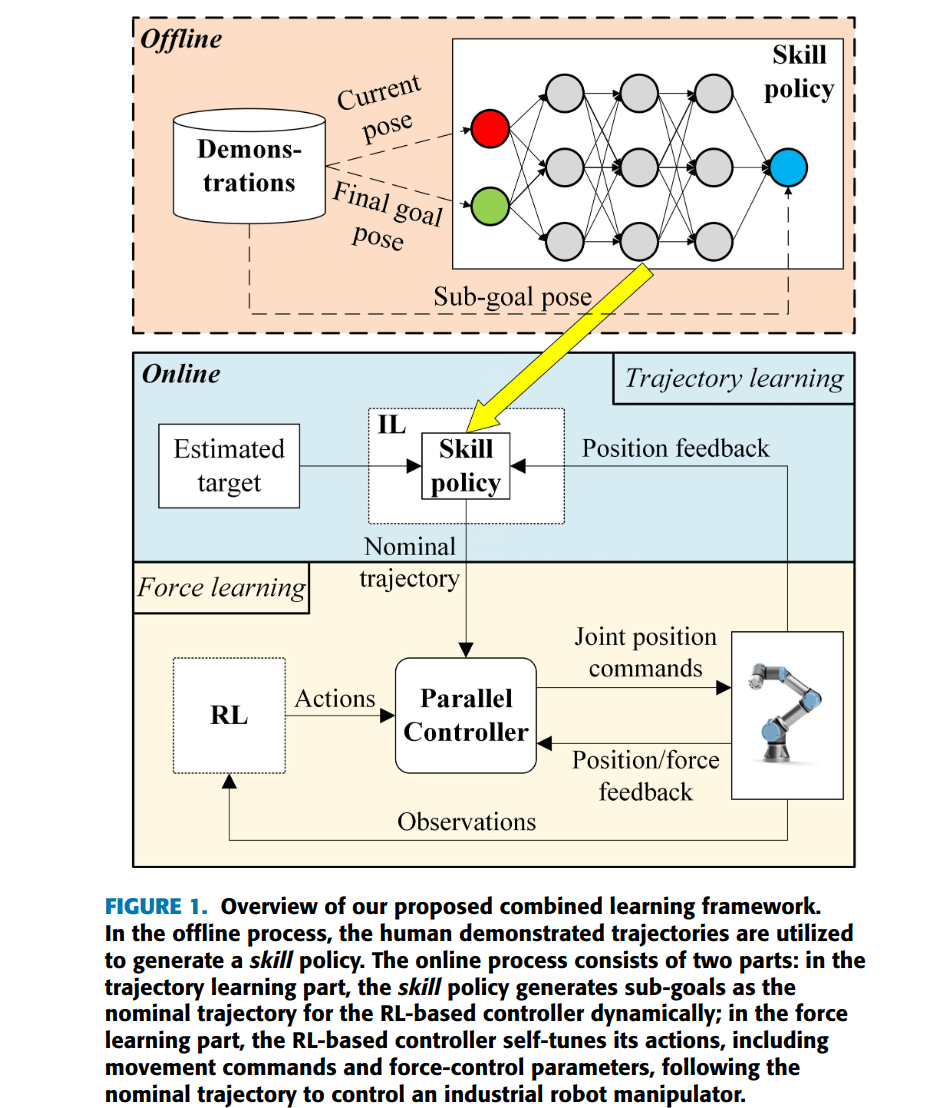 Offline
Skill
policy
Current
pose
Demons-
trations
Final goal
pose
Sub-goal pose
Online
Trajectory learning
IL
Estimated
target
Skill
policy
Position feedback
Nominal
trajectory
Force learning
Joint position
commands
RL
Actions
Parallel
Controller
Position/force
feedback
Observations
FIGURE 1. Overview of our proposed combined learning framework.
In the offline process, the human demonstrated trajectories are utilized
to generate a skill policy. The online process consists of two parts: in the
trajectory learning part, the skill policy generates sub-goals as the
nominal trajectory for the RL-based controller dynamically; in the force
learning part, the RL-based controller self-tunes its actions, including
movement commands and force-control parameters, following the
nominal trajectory to control an industrial robot manipulator.